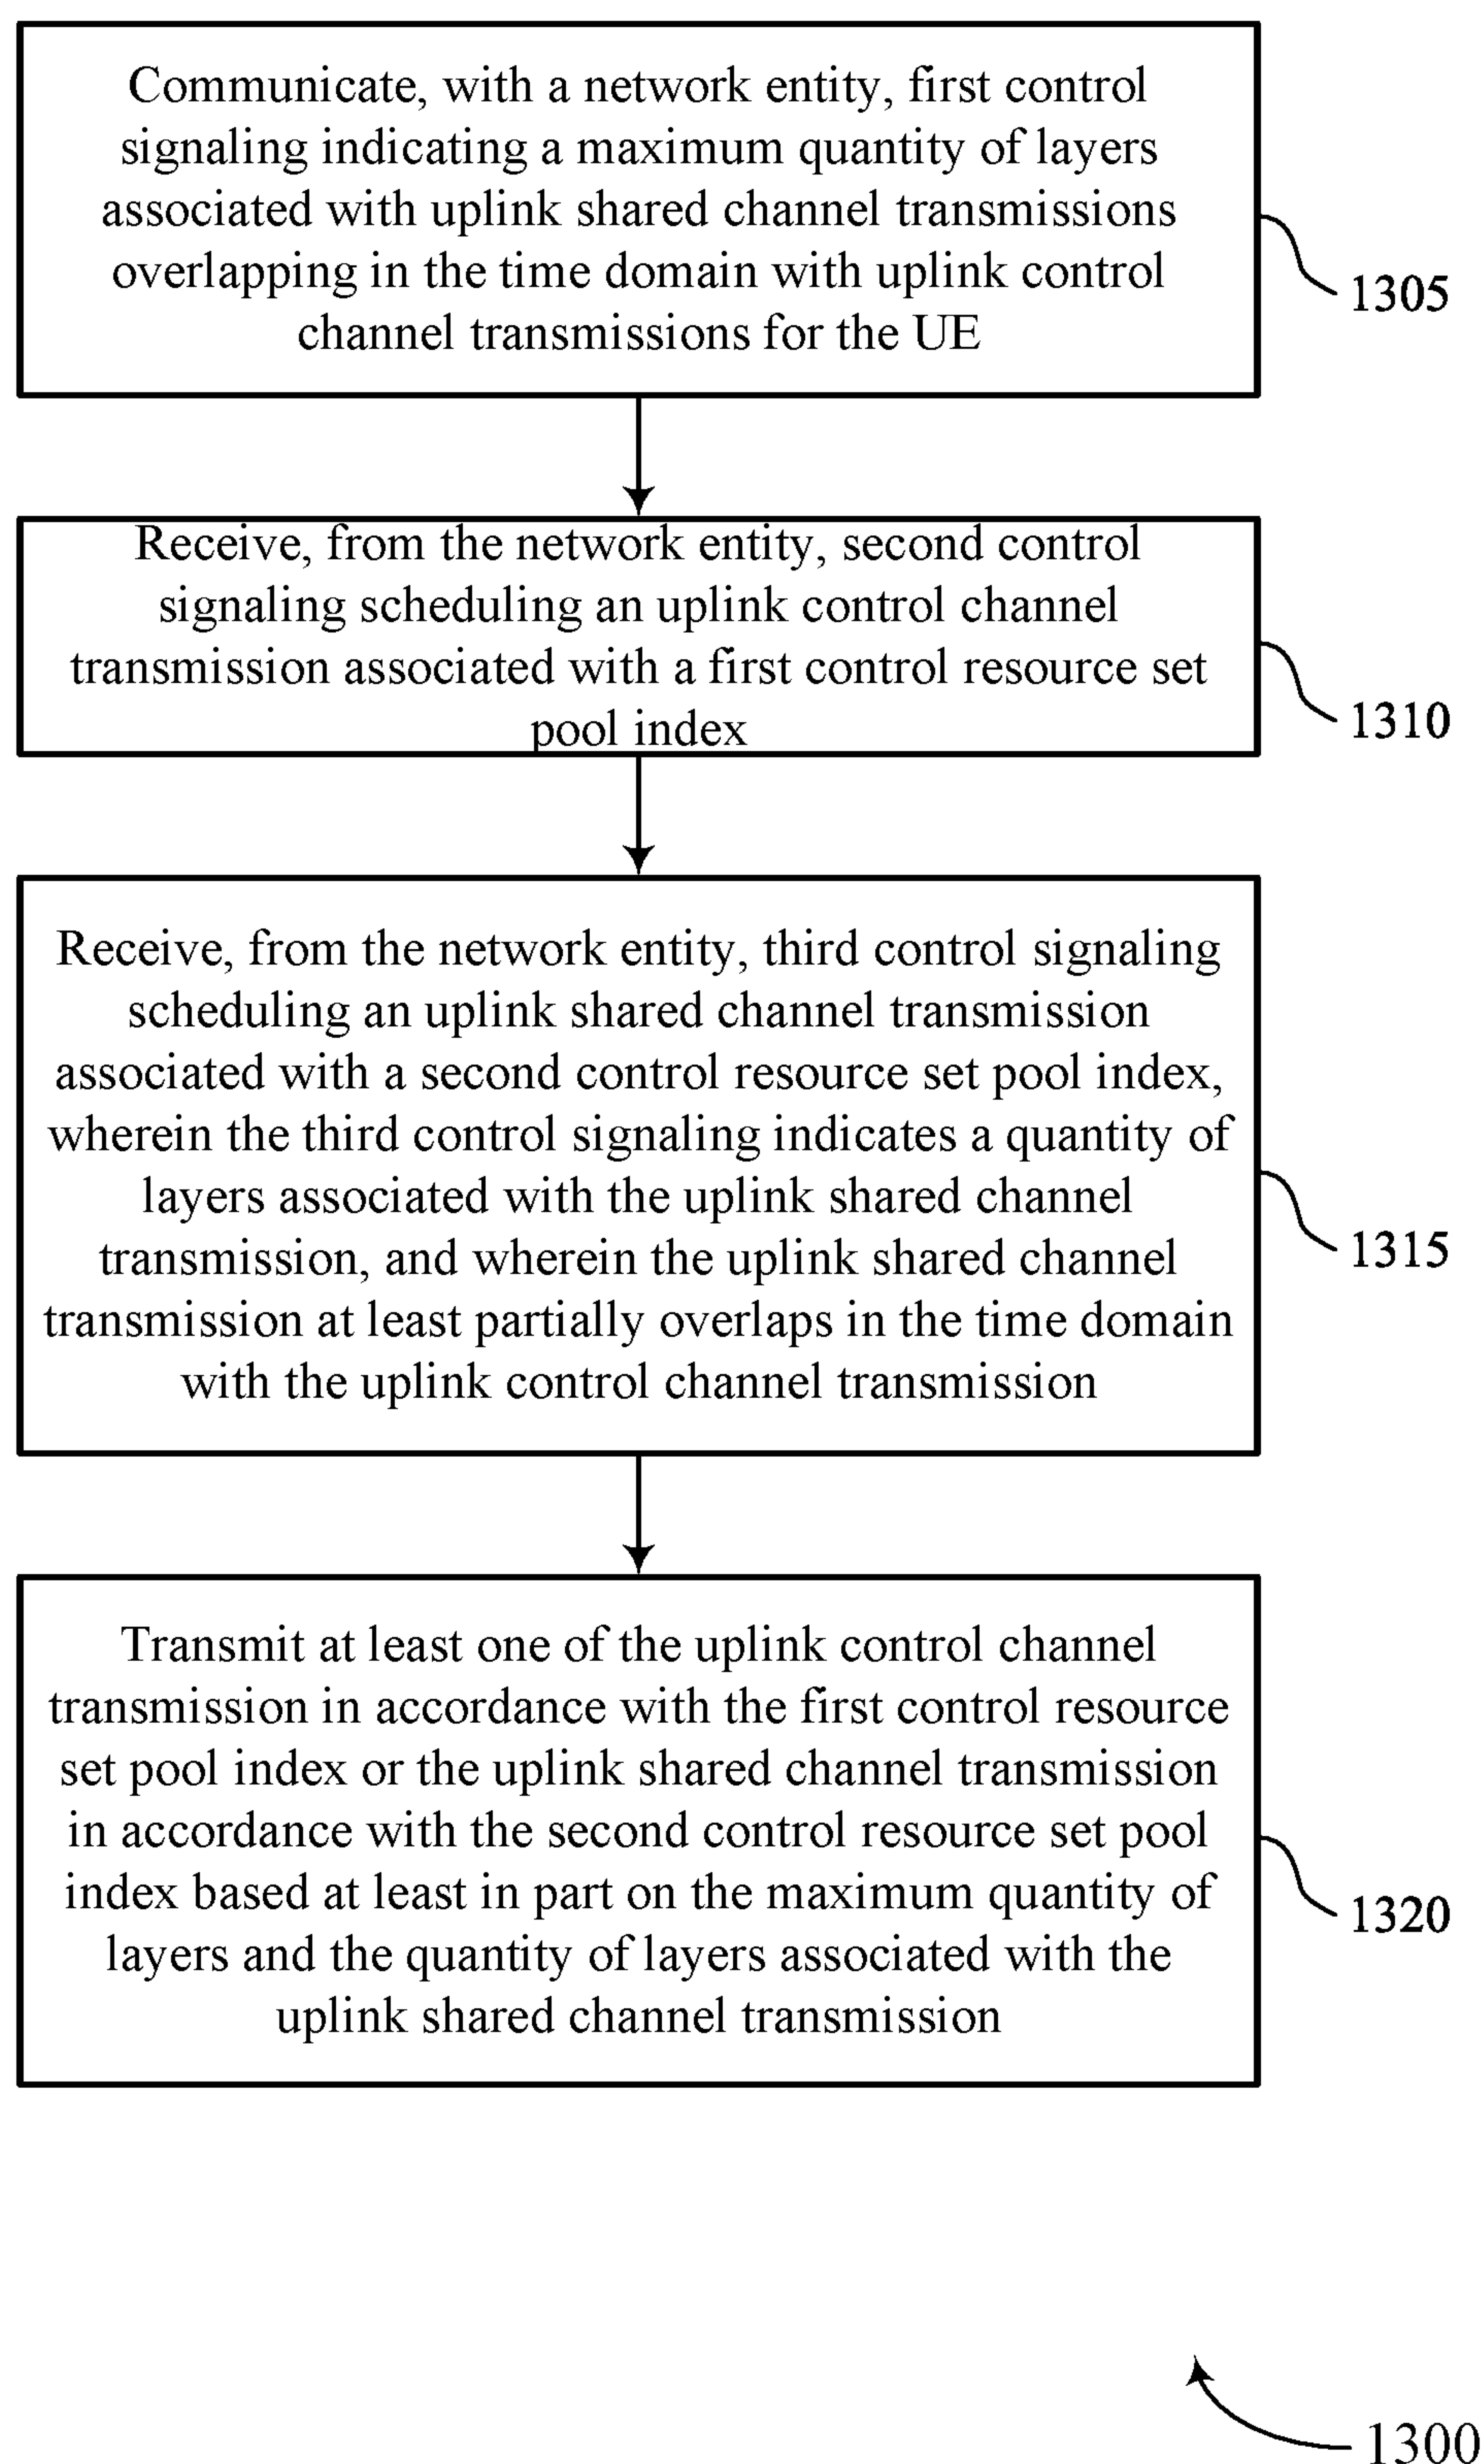 Communicate, with a network entity, first control
signaling indicating a maximum quantity of layers
associated with uplink shared channel transmissions
overlapping in the time domain with uplink control
channel transmissions for the UE
1305
Receive, from the network entity, second control
signaling scheduling an uplink control channel
transmission associated with a first control resource set
pool index
1310
Receive, from the network entity, third control signaling
scheduling an uplink shared channel transmission
associated with a second control resource set pool index,
wherein the third control signaling indicates a quantity of
layers associated with the uplink shared channel
transmission, and wherein the uplink shared channel
transmission at least partially overlaps in the time domain
with the uplink control channel transmission
1315
Transmit at least one of the uplink control channel
transmission in accordance with the first control resource
set pool index or the uplink shared channel transmission
in accordance with the second control resource set pool
index based at least in part on the maximum quantity of
layers and the quantity of layers associated with the
uplink shared channel transmission
1320
1300